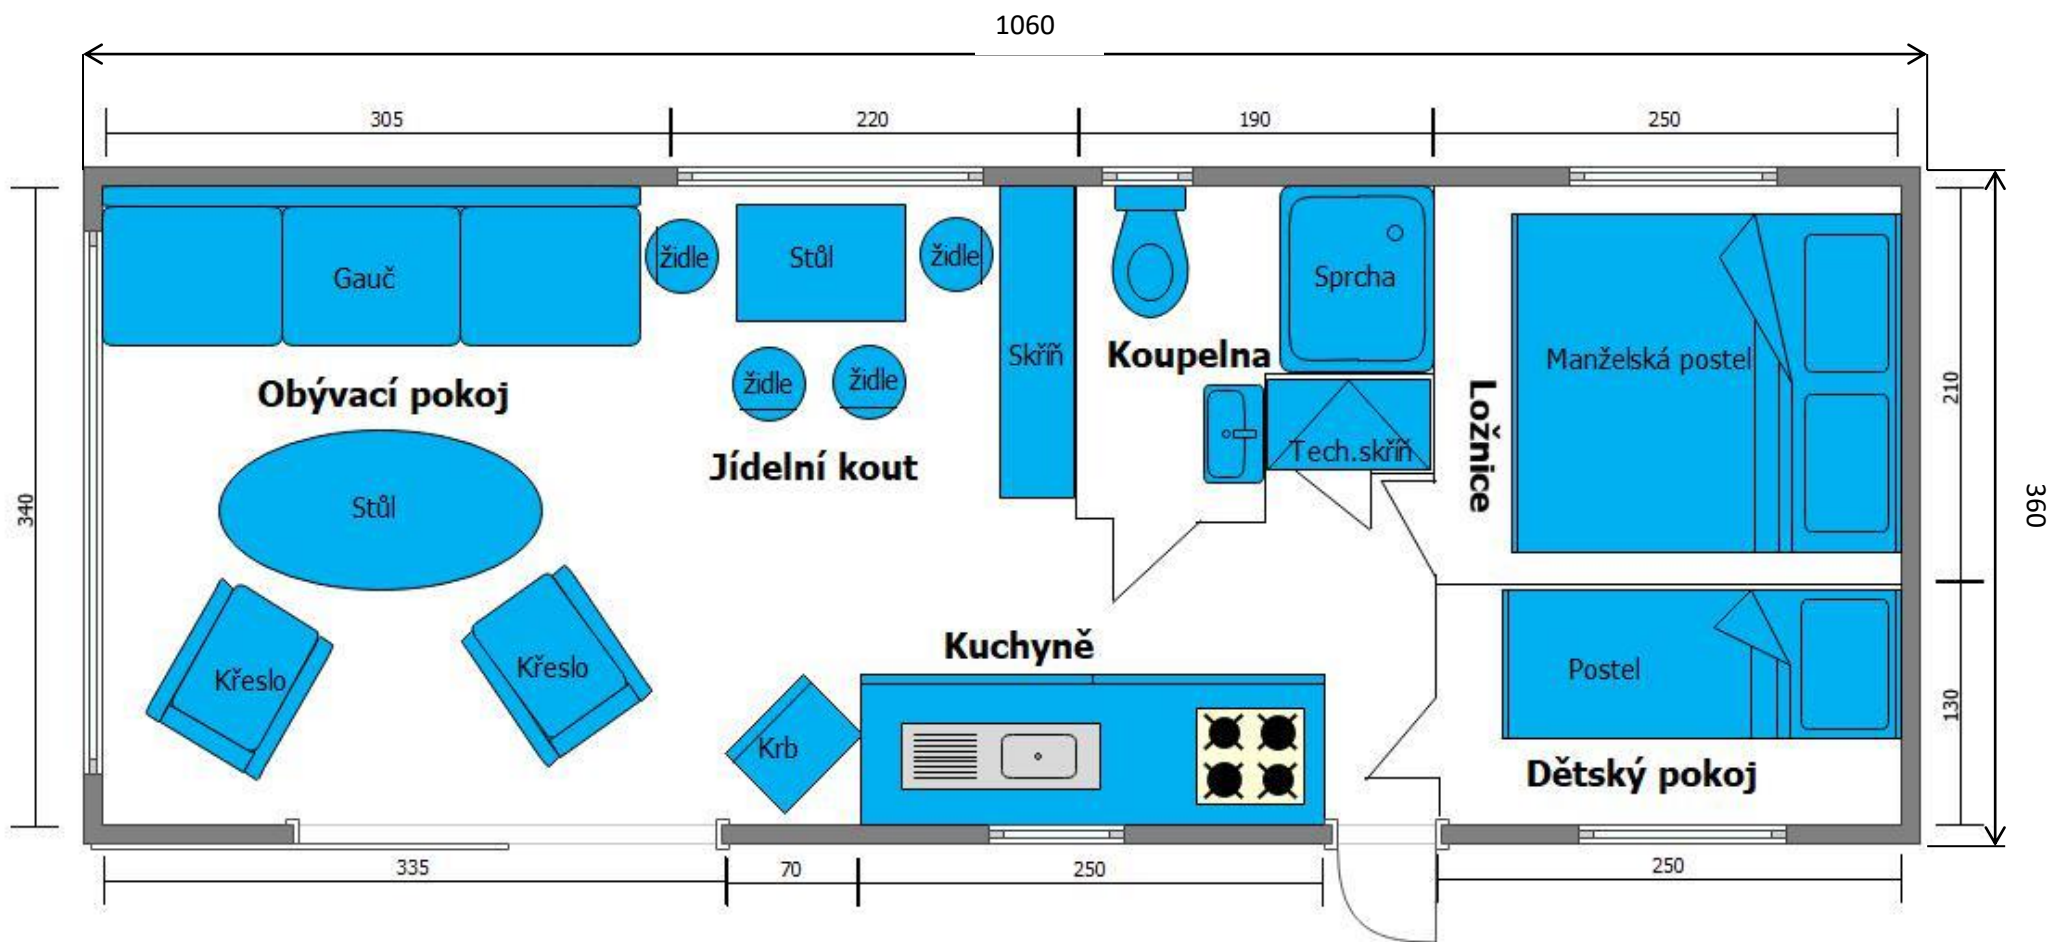 1060
305
220
190
250
židle
Stůl
židle
Gauč
Sprcha
Skříň
Koupelna
Manželská postel
židle
židle
Obývací pokoj
210
Ložnice
Tech.skříň
Jídelní kout
Stůl
340
360
Kuchyně
Křeslo
Křeslo
Postel
130
Krb
Dětský pokoj
335
70
250
250